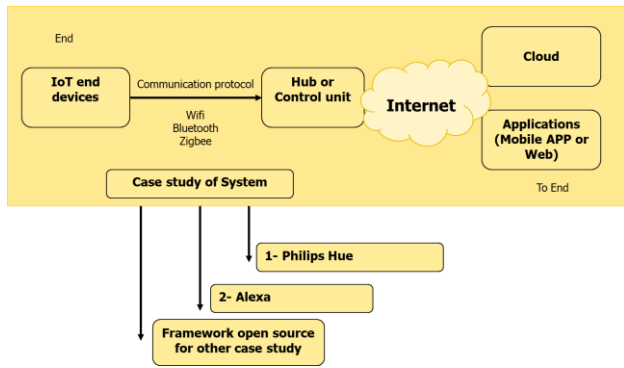 End
IoT end
devices
Communication protocol
Wifi
Bluetooth
Zigbee
Hub or
Control unit
Internet
Cloud
Applications
(Mobile APP or
Web)
To End
Case study of System
1- Philips Hue
2- Alexa
Framework open source
for other case study